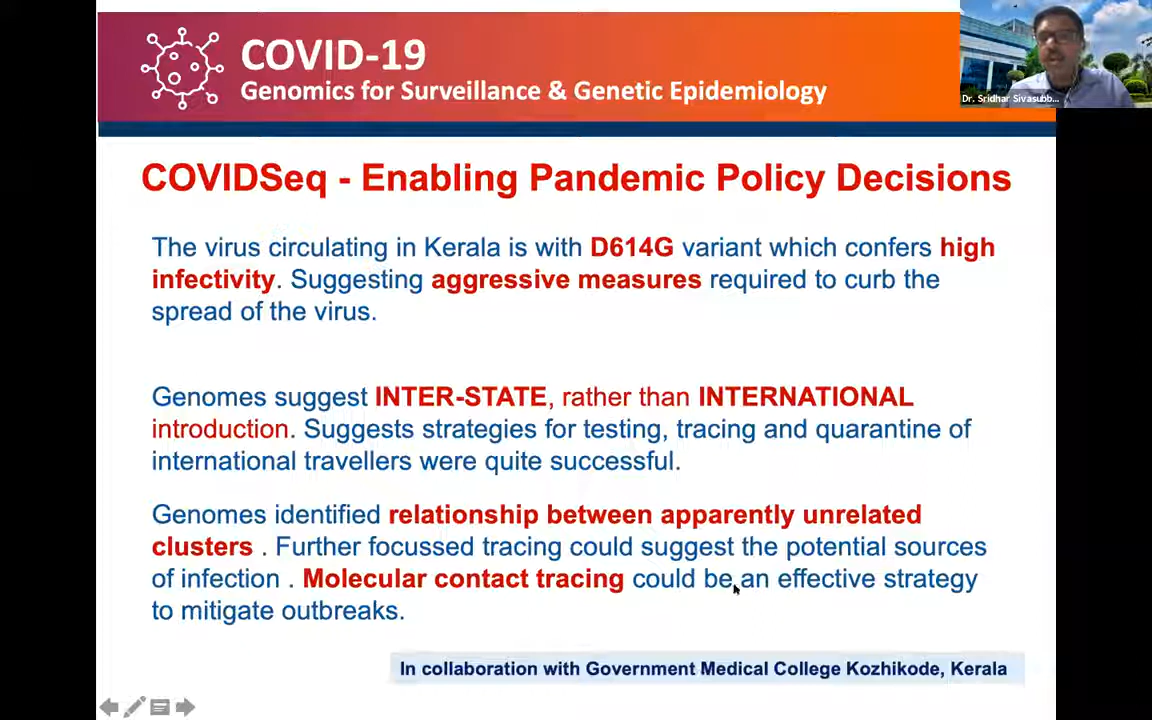 COVID-19
Genomics for Surveillance & Genetic Epidemiology
Dr. Sridhar Sivasubb...
COVIDSeq - Enabling Pandemic Policy Decisions
The virus circulating in Kerala is with D614G variant which confers high
infectivity. Suggesting aggressive measures required to curb the
spread of the virus.
Genomes suggest INTER-STATE, rather than INTERNATIONAL
introduction. Suggests strategies for testing, tracing and quarantine of
international travellers were quite successful.
Genomes identified relationship between apparently unrelated
clusters . Further focussed tracing could suggest the potential sources
of infection . Molecular contact tracing could be an effective strategy
to mitigate outbreaks.
In collaboration with Government Medical College Kozhikode, Kerala